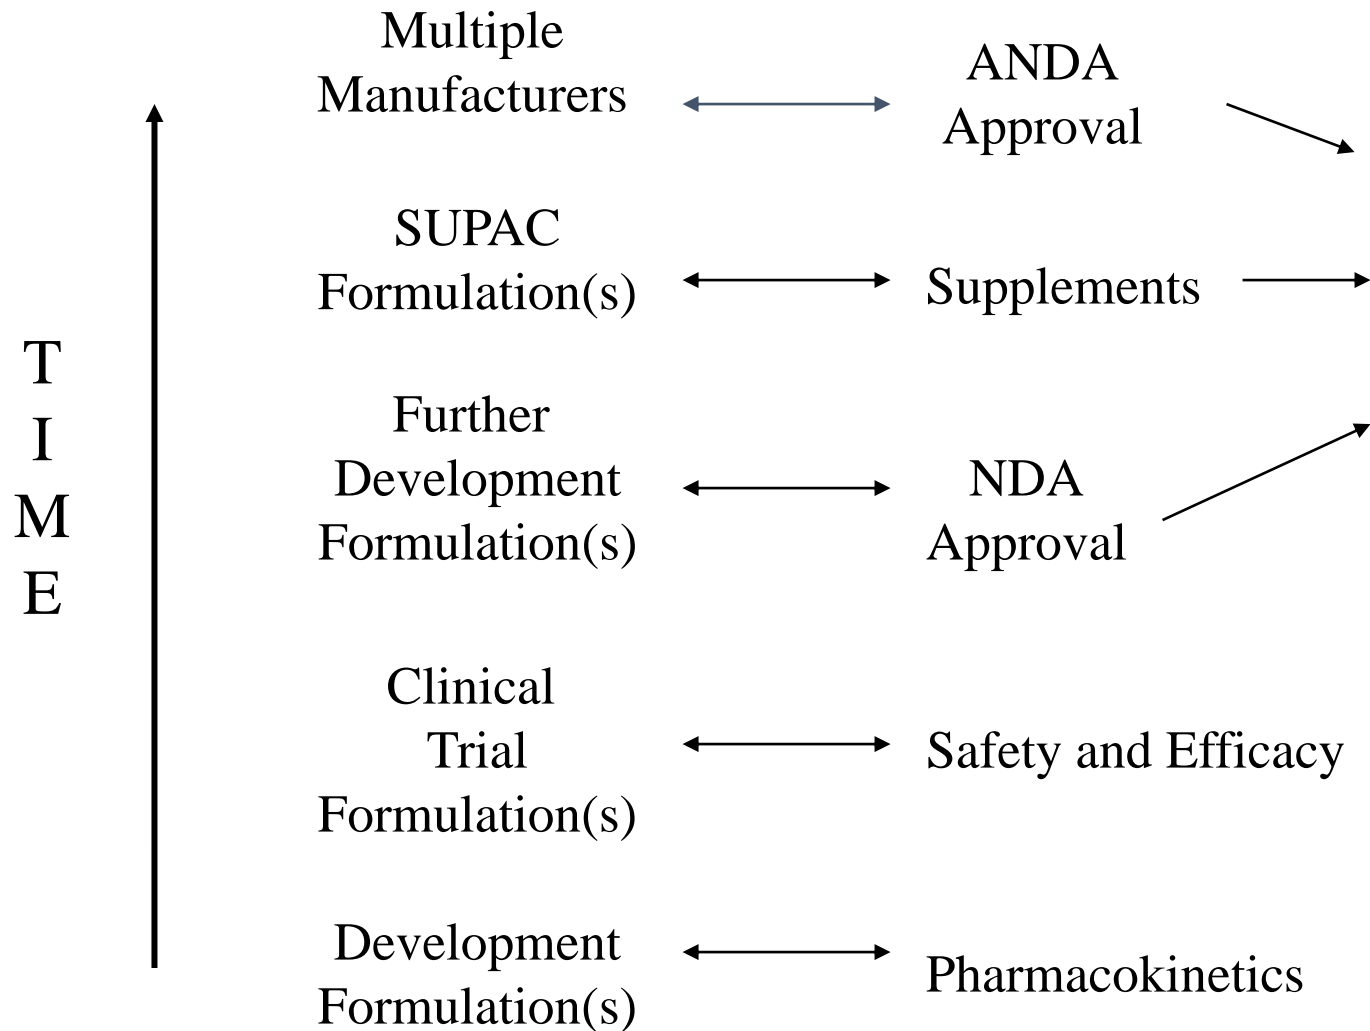 Multiple
Manufacturers
ANDA
Approval
SUPAC
Formulation(s)
Supplements
T
I
M
E
Further
Development
Formulation(s)
NDA
Approval
Clinical
Trial
Formulation(s)
Safety and Efficacy
Development
Formulation(s)
Pharmacokinetics